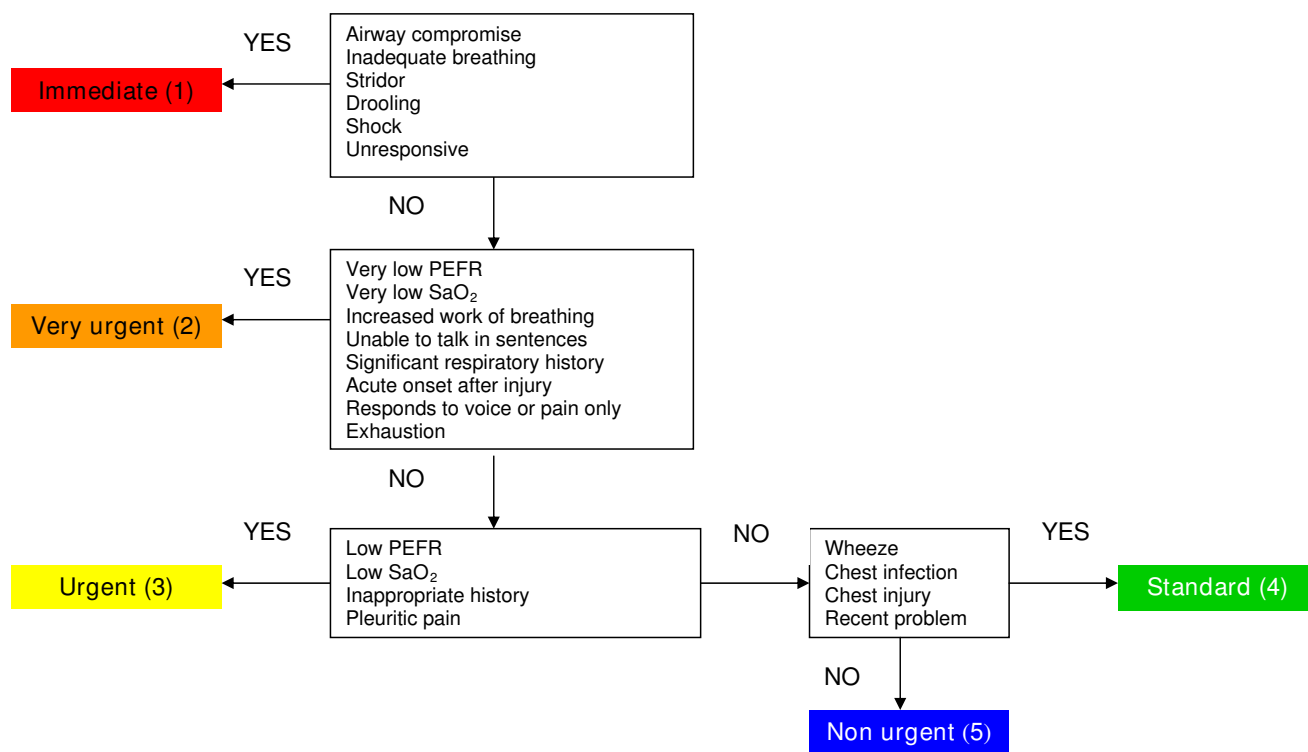 YES
Airway compromise
Inadequate breathing
Stridor
Drooling
Shock
Unresponsive
Immediate (1)
NO
YES
Very low PEFR
Very low SaO₂
Increased work of breathing
Unable to talk in sentences
Significant respiratory history
Acute onset after injury
Responds to voice or pain only
Exhaustion
Very urgent (2)
NO
YES
Low PEFR
Low SaO₂
Inappropriate history
Pleuritic pain
Urgent (3)
NO
Wheeze
Chest infection
Chest injury
Recent problem
YES
Standard (4)
NO
Non urgent (5)